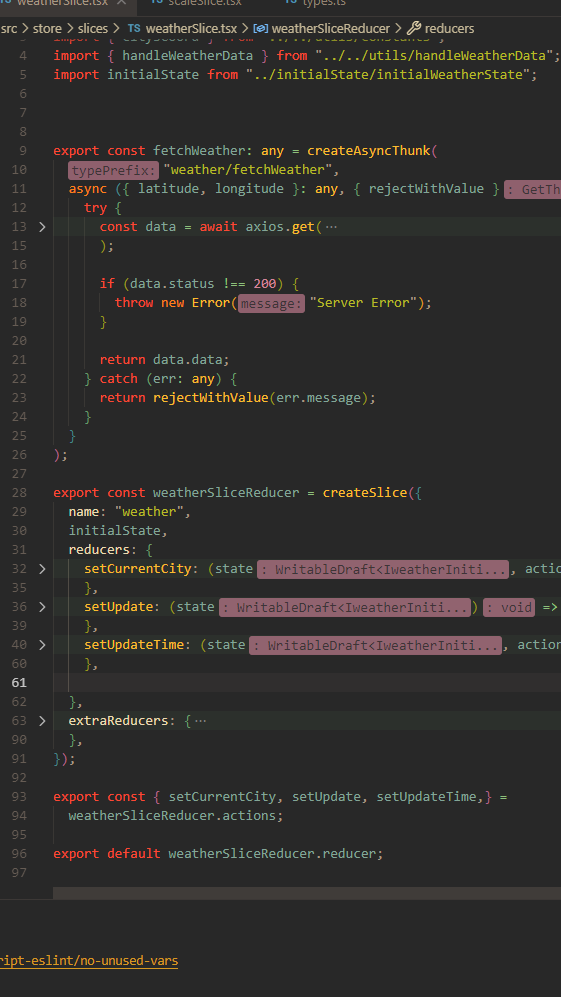 weatherSlice.tsx × scaleSlice.tsx types.ts
src > store > slices > TS weatherSlice.tsx > weatherSliceReducer > reducers
4 import { handleWeatherData } from "../../utils/handleWeatherData";
5 import initialState from "../initialState/initialWeatherState";
6
7
8
9 export const fetchWeather: any = createAsyncThunk(
10 typePrefix: "weather/fetchWeather",
11 async ({ latitude, longitude }: any, { rejectWithValue } : GetTh
12 try {
13 > const data = await axios.get( ⋯
15 );
16
17 if (data.status !== 200) {
18 throw new Error( message: "Server Error");
19 }
20
21 return data.data;
22 } catch (err: any) {
23 return rejectWithValue(err.message);
24 }
25 }
26 );
27
28 export const weatherSliceReducer = createSlice({
29 name: "weather",
30 initialState,
31 reducers: {
32 > setCurrentCity: (state : WritableDraft<IweatherIniti... , actio
35 },
36 > setUpdate: (state : WritableDraft<IweatherIniti... ) : void =>
39 },
40 > setUpdateTime: (state : WritableDraft<IweatherIniti... , action
60 },
61
62 },
63 > extraReducers: { ⋯
90 },
91 });
92
93 export const { setCurrentCity, setUpdate, setUpdateTime,} =
94 weatherSliceReducer.actions;
95
96 export default weatherSliceReducer.reducer;
97
ript-eslint/no-unused-vars